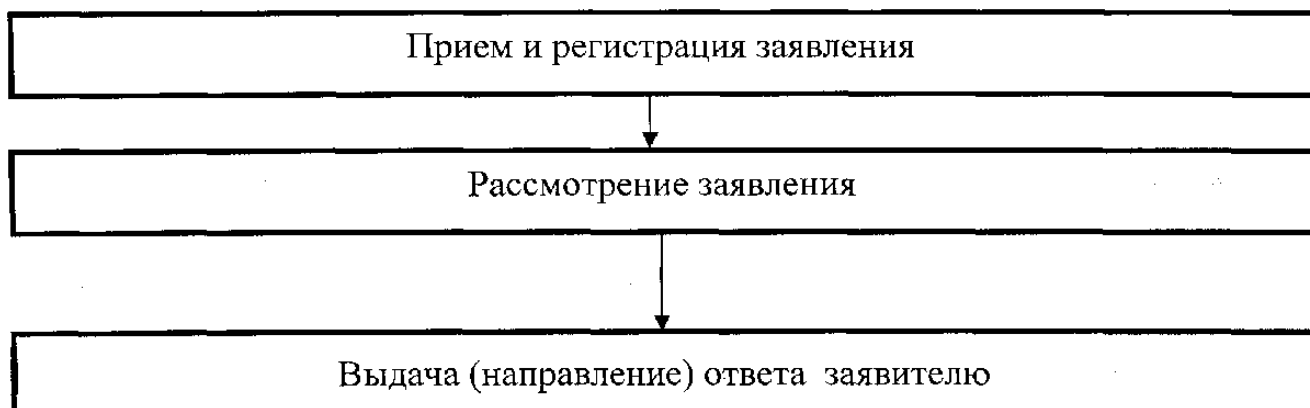 Прием и регистрация заявления
Рассмотрение заявления
Выдача (направление) ответа заявителю